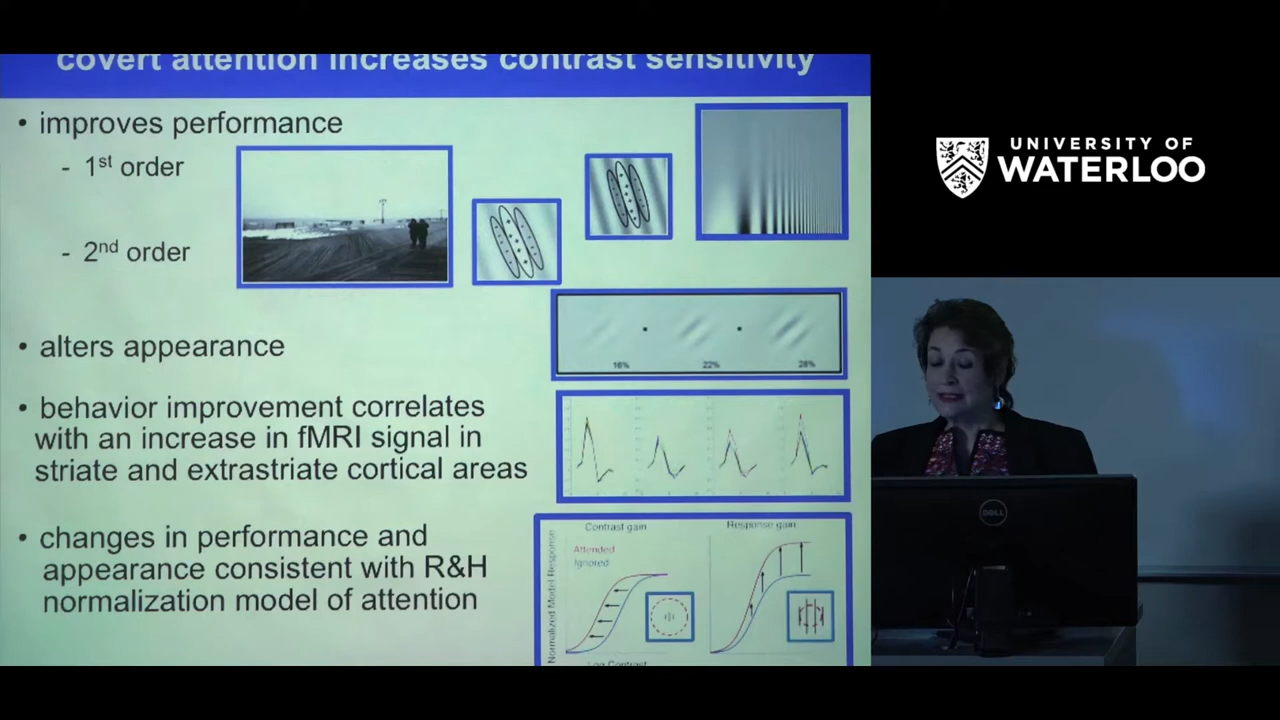 covert attention increases contrast sensitivity
• improves performance
- 1st order
- 2nd order
• alters appearance
16% 22% 28%
• behavior improvement correlates
with an increase in fMRI signal in
striate and extrastriate cortical areas
• changes in performance and
appearance consistent with R&H
normalization model of attention
Contrast gain
Response gain
Attended
Ignored
Normalized Model Response
Log Contrast
UNIVERSITY OF
WATERLOO
DELL